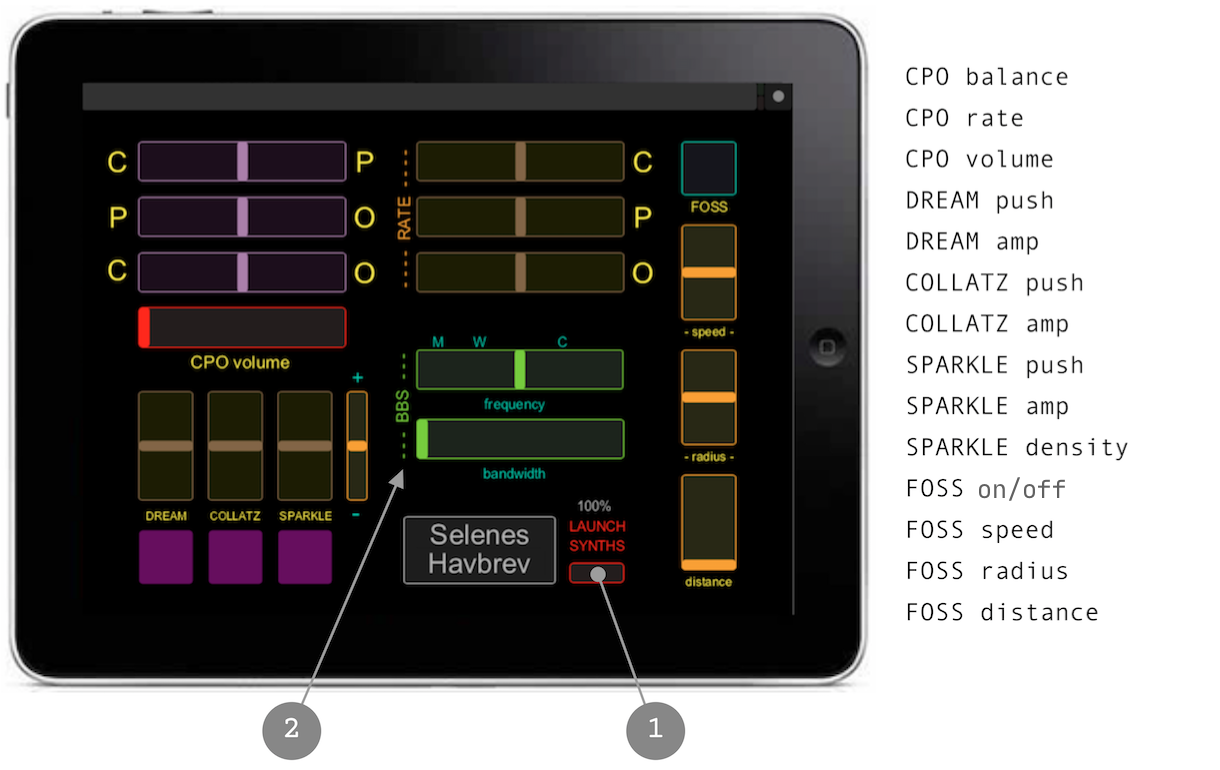 C
P
RATE
C
FOSS
P
O
P
C
O
O
- speed -
CPO volume
M
W
C
+
BBS
frequency
- radius -
bandwidth
DREAM
COLLATZ
SPARKLE
-
100%
LAUNCH
SYNTHS
Selenes
Havbrev
distance
2
1
CPO balance
CPO rate
CPO volume
DREAM push
DREAM amp
COLLATZ push
COLLATZ amp
SPARKLE push
SPARKLE amp
SPARKLE density
FOSS on/off
FOSS speed
FOSS radius
FOSS distance